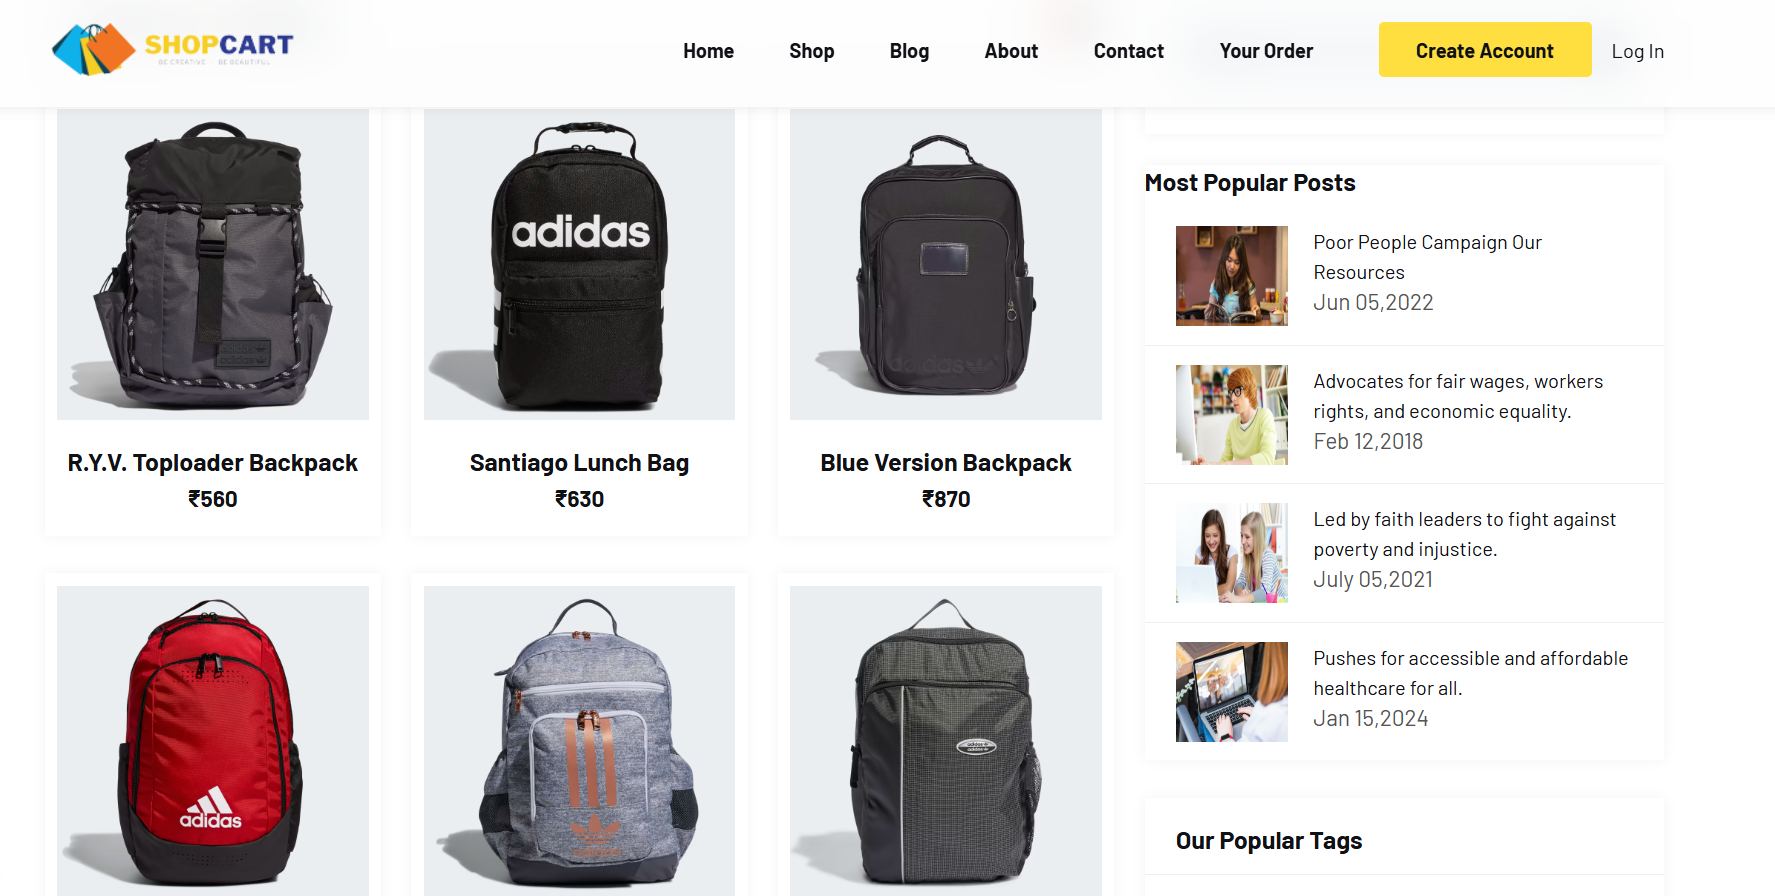 SHOPCART
BE CREATIVE - BE BEAUTIFUL
Home
Shop
Blog
About
Contact
Your Order
Create Account
Log In
adidas
adidas
R.Y.V. Toploader Backpack
₹560
Santiago Lunch Bag
₹630
Blue Version Backpack
₹870
adidas
Most Popular Posts
Poor People Campaign Our
Resources
Jun 05,2022
Advocates for fair wages, workers
rights, and economic equality.
Feb 12,2018
Led by faith leaders to fight against
poverty and injustice.
July 05,2021
Pushes for accessible and affordable
healthcare for all.
Jan 15,2024
Our Popular Tags